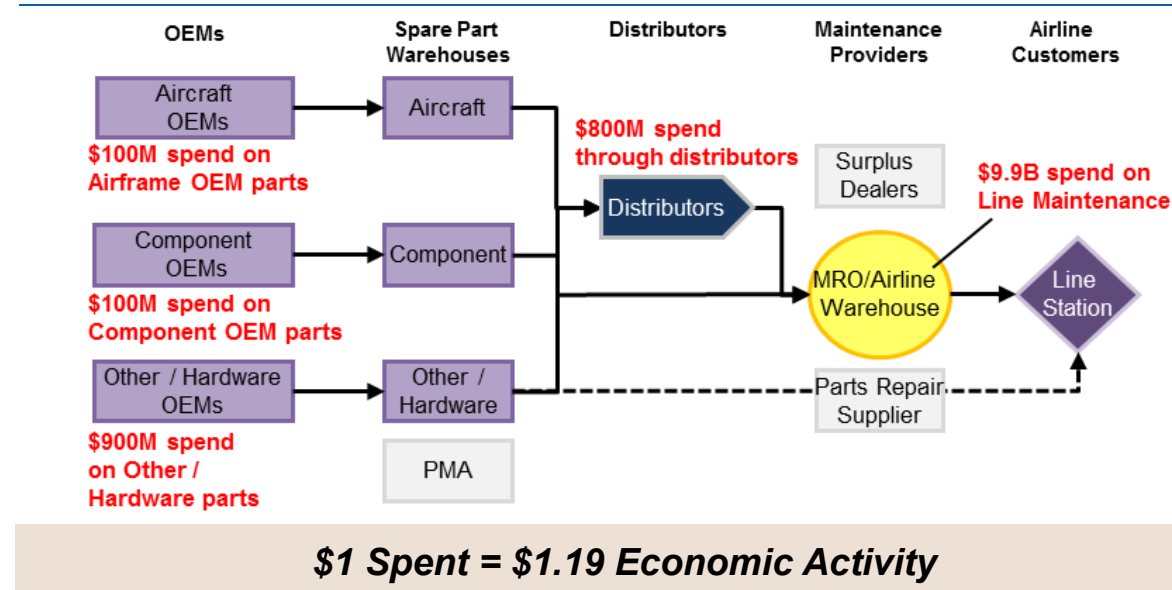 OEMs
Spare Part
Warehouses
Distributors
Maintenance
Providers
Airline
Customers
Aircraft
OEMs
Aircraft
$100M spend on
Airframe OEM parts
$800M spend
through distributors
Surplus
Dealers
$9.9B spend on
Line Maintenance
Distributors
Component
OEMs
Component
MRO/Airline
Warehouse
Line
Station
$100M spend on
Component OEM parts
Other / Hardware
OEMs
Other /
Hardware
Parts Repair
Supplier
$900M spend
on Other /
Hardware parts
PMA
$1 Spent = $1.19 Economic Activity